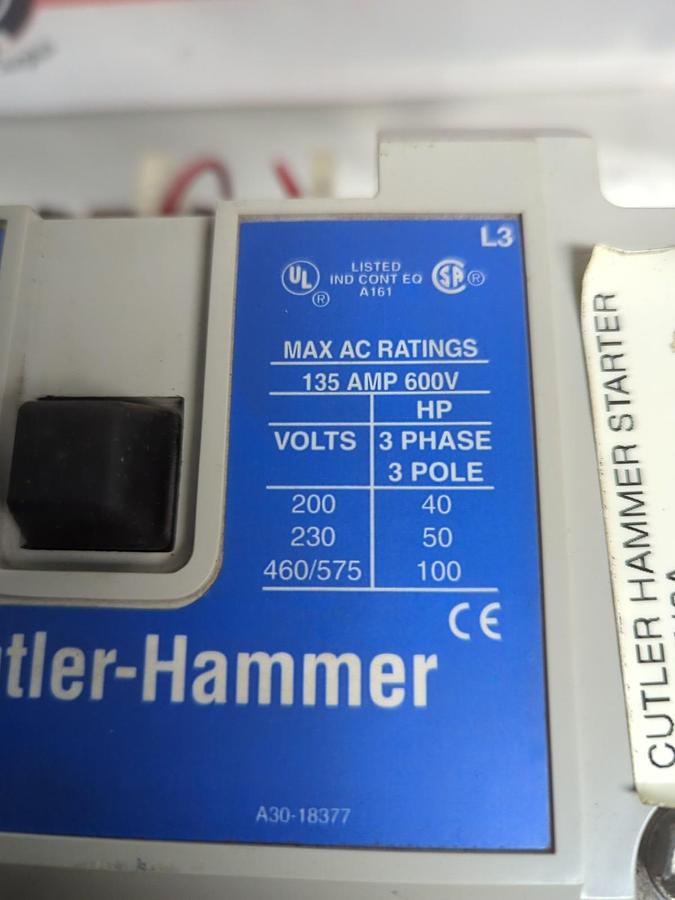 L3
UL ® LISTED
IND CONT EQ
A161 SA ®
MAX AC RATINGS
135 AMP 600V
HP
VOLTS 3 PHASE
3 POLE
200 40
230 50
460/575 100
CE
tler-Hammer
A30-18377
CUTLER HAMMER STARTER